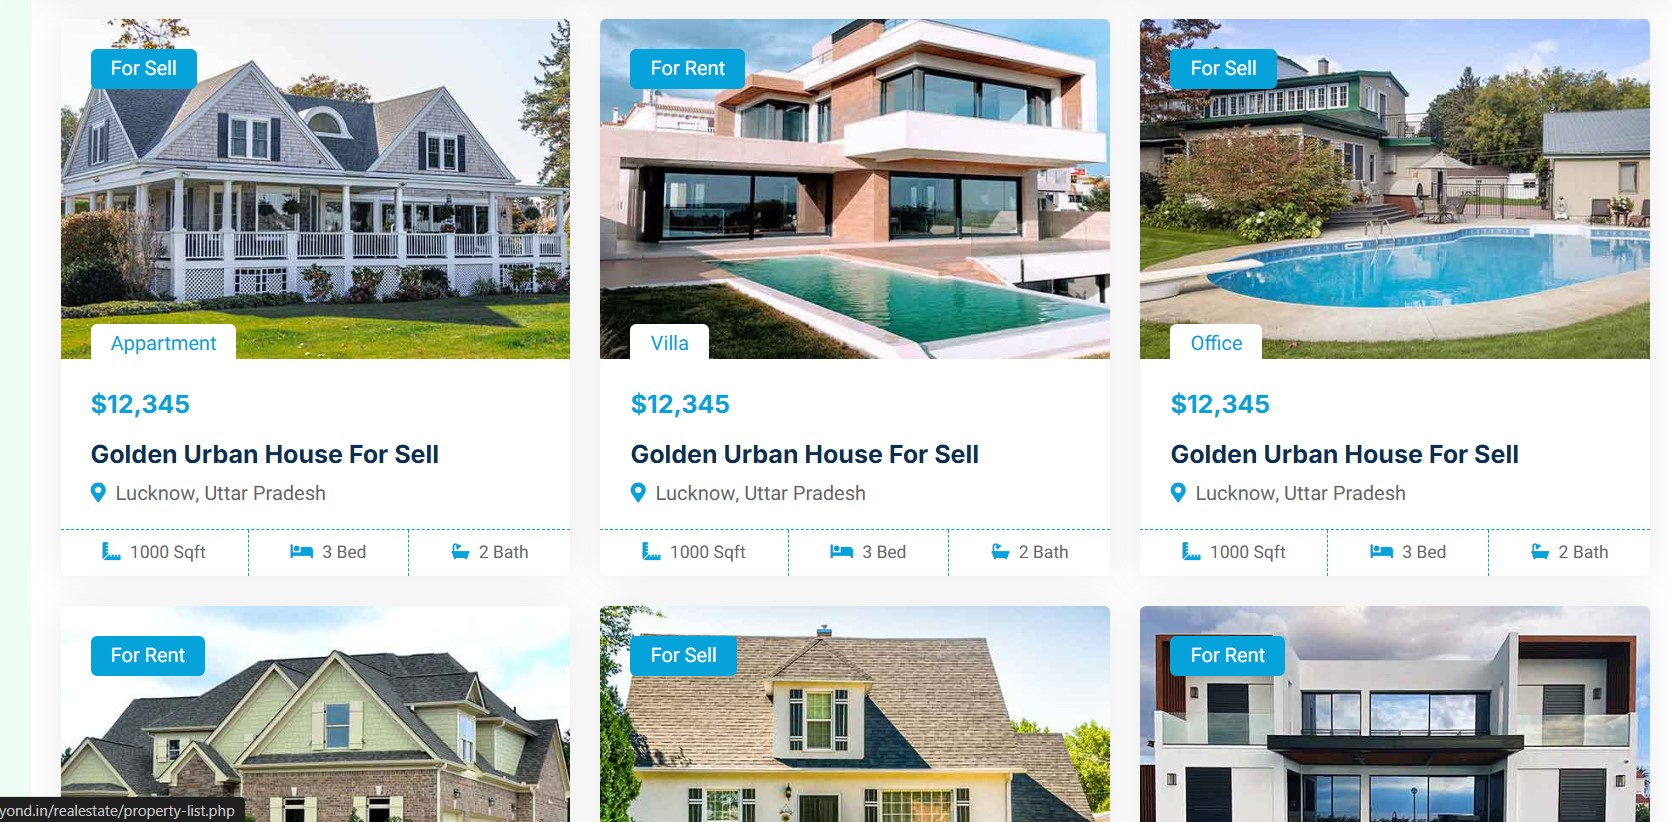 For Sell
Appartment
$12,345
Golden Urban House For Sell
Lucknow, Uttar Pradesh
1000 Sqft
3 Bed
2 Bath
For Rent
Villa
$12,345
Golden Urban House For Sell
Lucknow, Uttar Pradesh
1000 Sqft
3 Bed
2 Bath
For Sell
Office
$12,345
Golden Urban House For Sell
Lucknow, Uttar Pradesh
1000 Sqft
3 Bed
2 Bath
For Rent
For Sell
For Rent
yond.in/realestate/property-list.php